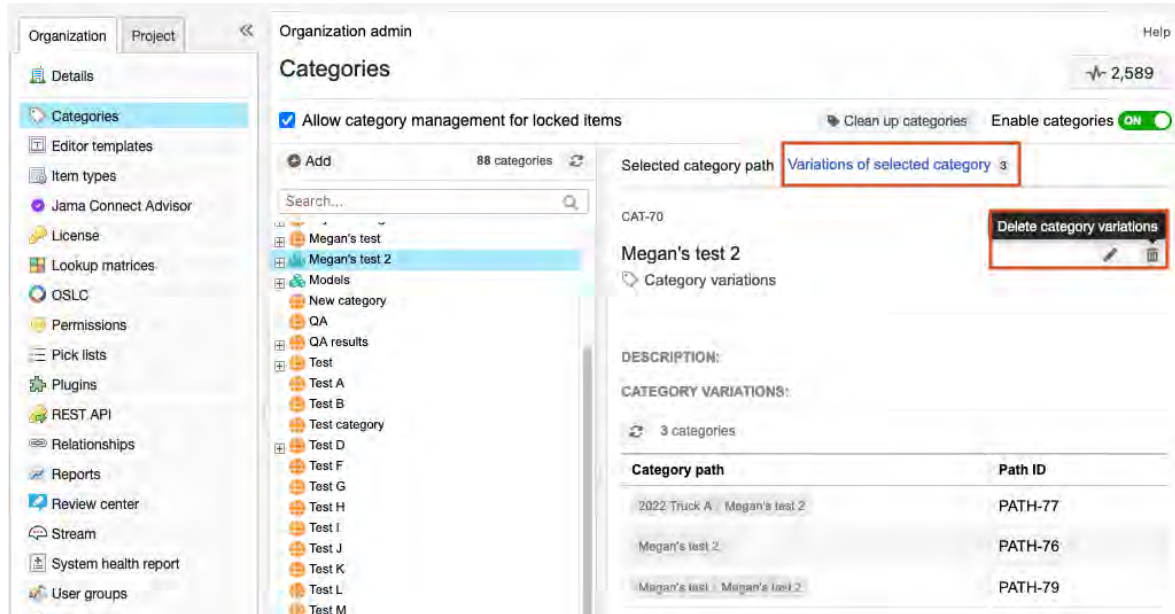 Organization Project
Details
Categories
Editor templates
Item types
Jama Connect Advisor
License
Lookup matrices
OSLC
Permissions
Pick lists
Plugins
REST API
Relationships
Reports
Review center
Stream
System health report
User groups
Organization admin
Help
Categories
2,589
Allow category management for locked items
Clean up categories
Enable categories ON
Add
88 categories
Search...
Megan's test
Megan's test 2
Models
New category
QA
QA results
Test
Test A
Test B
Test category
Test D
Test F
Test G
Test H
Test I
Test J
Test K
Test L
Test M
Selected category path Variations of selected category 3
CAT-70
Delete category variations
Megan's test 2
Category variations
DESCRIPTION:
CATEGORY VARIATIONS:
3 categories
Category path Path ID
2022 Truck A / Megan's test 2 PATH-77
Megan's test 2 PATH-76
Megan's test / Megan's test 2 PATH-79